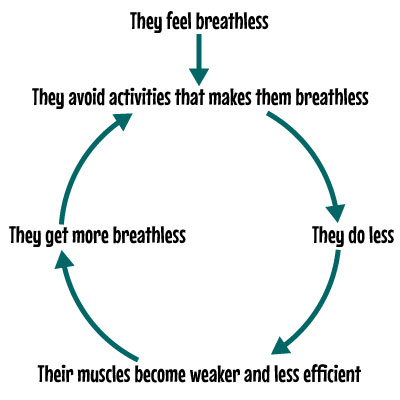 They feel breathless
They avoid activities that makes them breathless
They do less
Their muscles become weaker and less efficient
They get more breathless